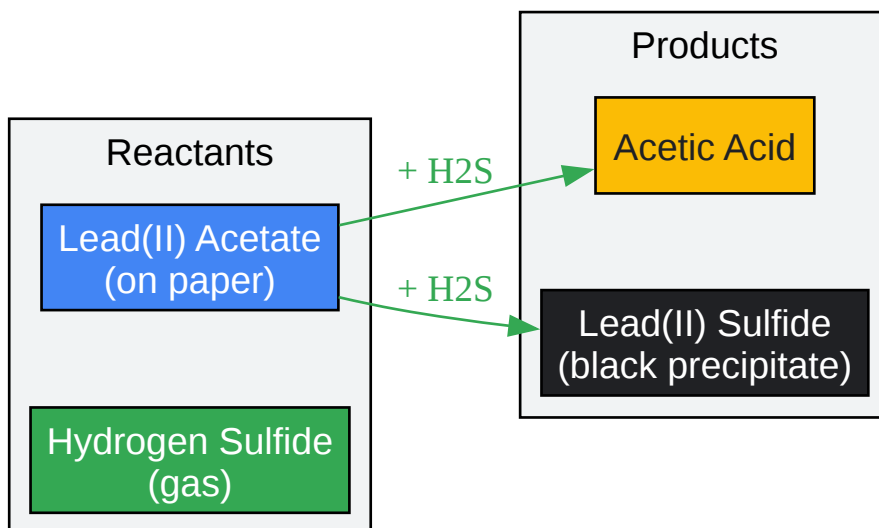 Reactants
Lead(II) Acetate
(on paper)
Hydrogen Sulfide
(gas)
+ H2S
+ H2S
Products
Acetic Acid
Lead(II) Sulfide
(black precipitate)